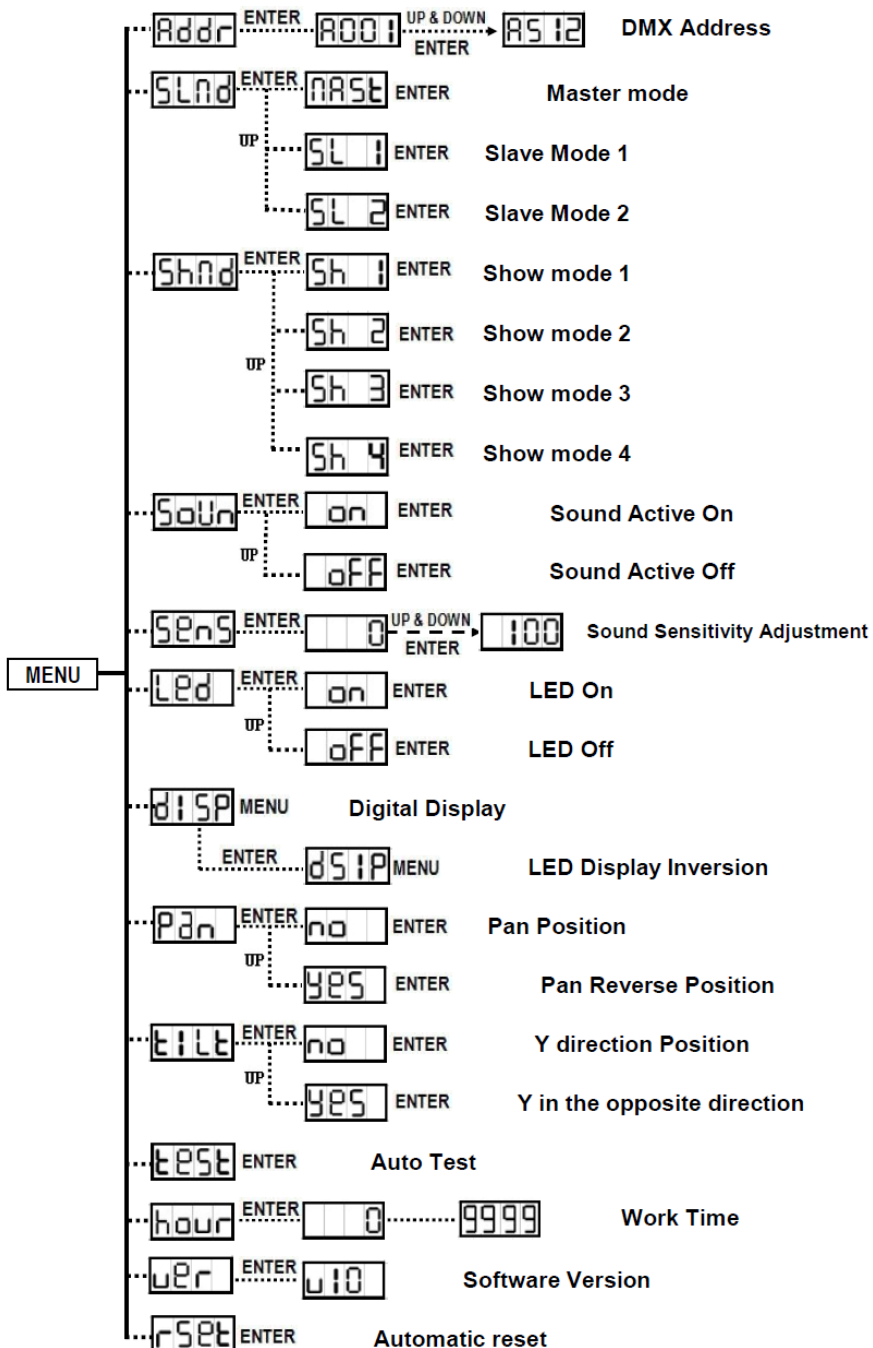 Addr ENTER A001 UP & DOWN ENTER A512 DMX Address
SLMd ENTER MASt ENTER Master mode
UP SL 1 ENTER Slave Mode 1
SL 2 ENTER Slave Mode 2
ShMd ENTER Sh 1 ENTER Show mode 1
Sh 2 ENTER Show mode 2
UP Sh 3 ENTER Show mode 3
Sh 4 ENTER Show mode 4
SoUn ENTER on ENTER Sound Active On
UP oFF ENTER Sound Active Off
SenS ENTER 0 UP & DOWN ENTER 100 Sound Sensitivity Adjustment
MENU
Led ENTER on ENTER LED On
UP oFF ENTER LED Off
dISP MENU Digital Display
ENTER dSIP MENU LED Display Inversion
Pan ENTER no ENTER Pan Position
UP yes ENTER Pan Reverse Position
tILt ENTER no ENTER Y direction Position
UP yes ENTER Y in the opposite direction
test ENTER Auto Test
hour ENTER 0 9999 Work Time
ver ENTER v10 Software Version
rSet ENTER Automatic reset